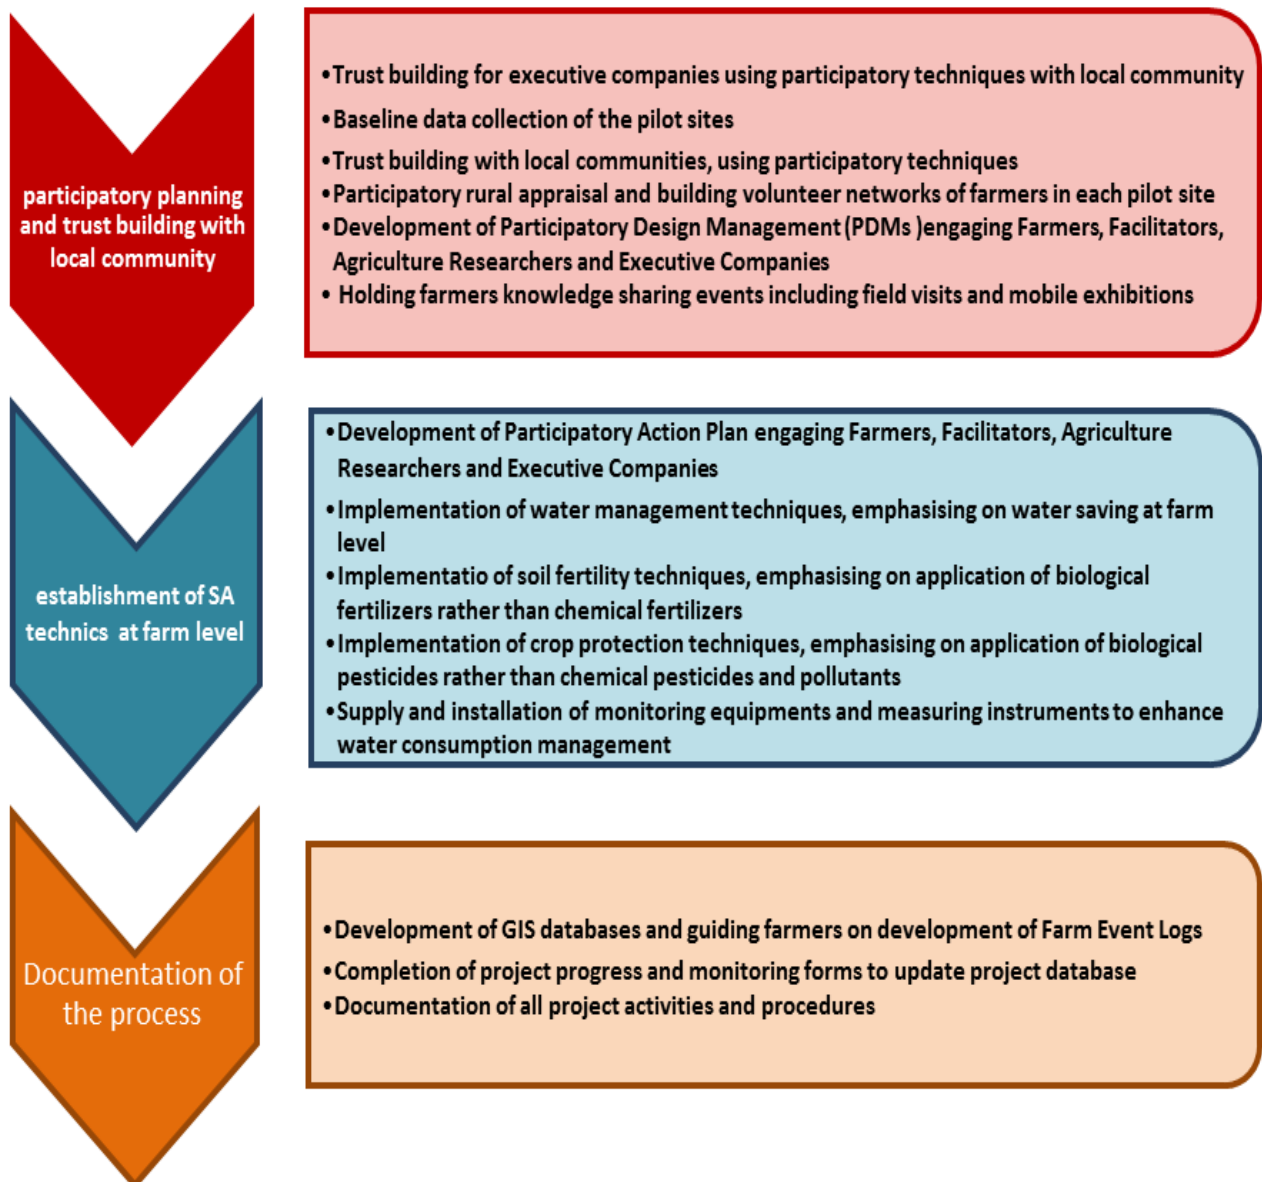 participatory planning
and trust building with
local community
•Trust building for executive companies using participatory techniques with local community
•Baseline data collection of the pilot sites
•Trust building with local communities, using participatory techniques
•Participatory rural appraisal and building volunteer networks of farmers in each pilot site
•Development of Participatory Design Management (PDMs )engaging Farmers, Facilitators,
Agriculture Researchers and Executive Companies
• Holding farmers knowledge sharing events including field visits and mobile exhibitions
establishment of SA
technics at farm level
•Development of Participatory Action Plan engaging Farmers, Facilitators, Agriculture
Researchers and Executive Companies
•Implementation of water management techniques, emphasising on water saving at farm
level
•Implementatio of soil fertility techniques, emphasising on application of biological
fertilizers rather than chemical fertilizers
•Implementation of crop protection techniques, emphasising on application of biological
pesticides rather than chemical pesticides and pollutants
•Supply and installation of monitoring equipments and measuring instruments to enhance
water consumption management
Documentation of
the process
•Development of GIS databases and guiding farmers on development of Farm Event Logs
•Completion of project progress and monitoring forms to update project database
•Documentation of all project activities and procedures